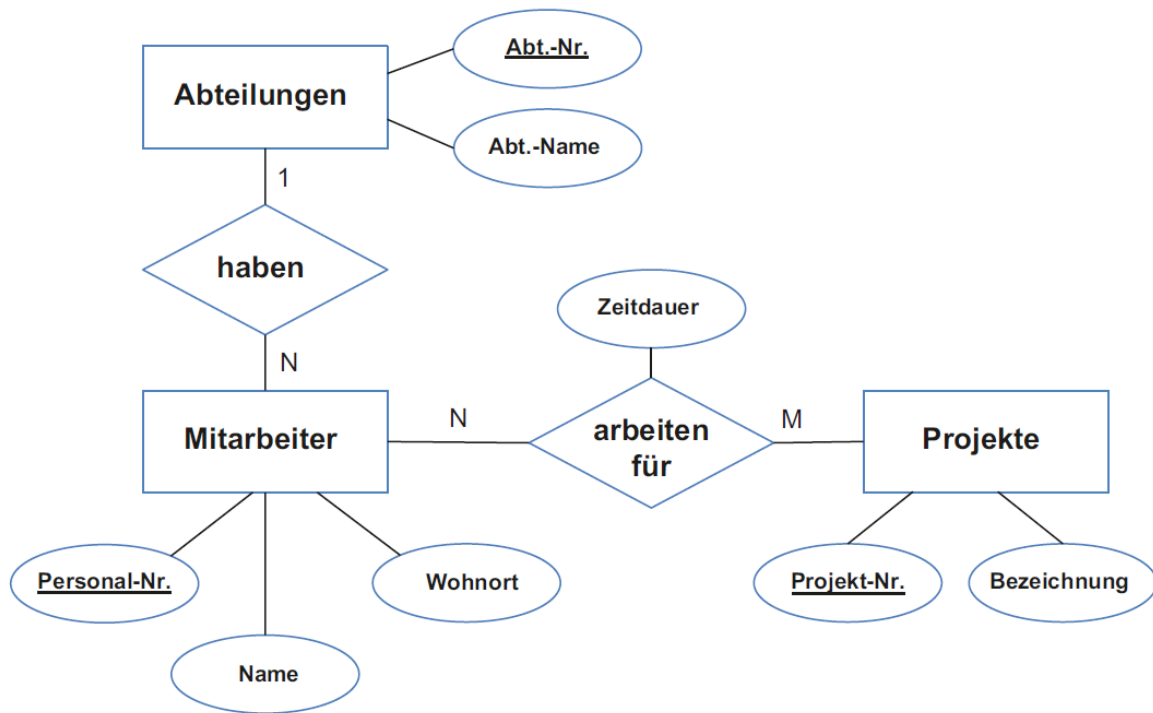 Abt.-Nr.
Abteilungen
Abt.-Name
1
haben
Zeitdauer
N
Mitarbeiter
N
arbeiten
für
M
Projekte
Personal-Nr.
Wohnort
Projekt-Nr.
Bezeichnung
Name